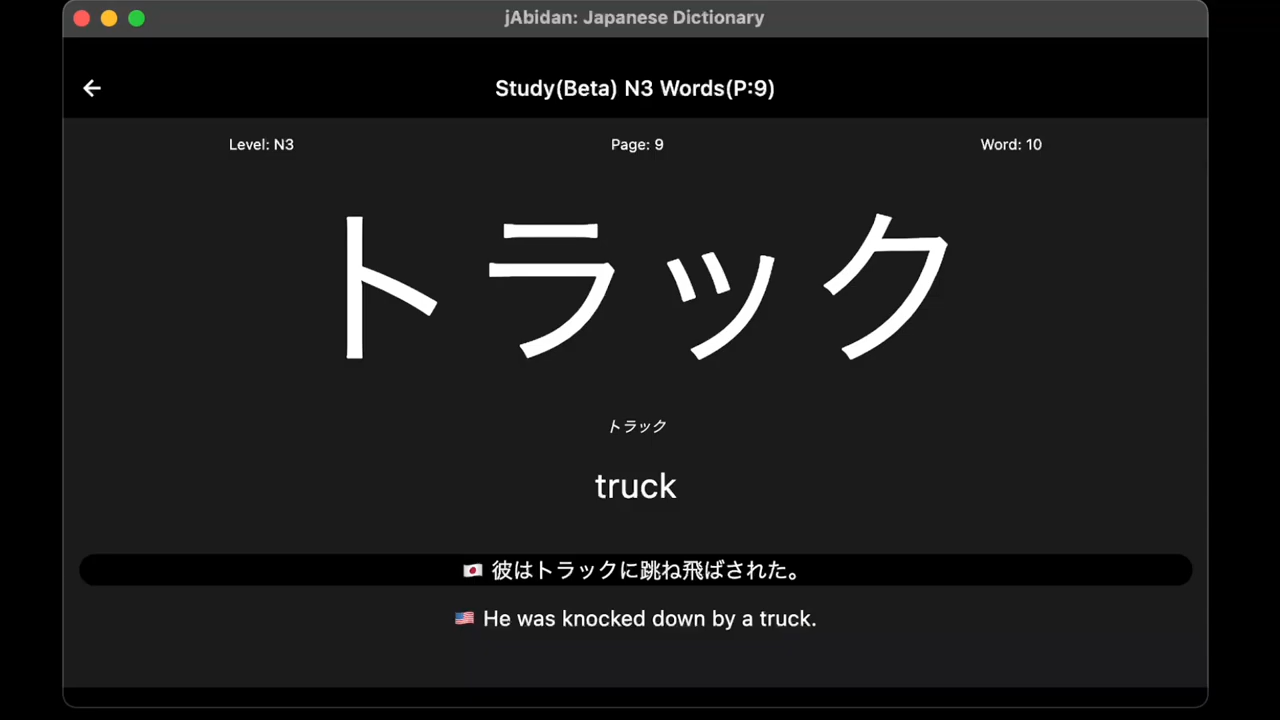 jAbidan: Japanese Dictionary
Study(Beta) N3 Words(P:9)
Level: N3 Page: 9 Word: 10
トラック
トラック
truck
彼はトラックに跳ね飛ばされた。
He was knocked down by a truck.